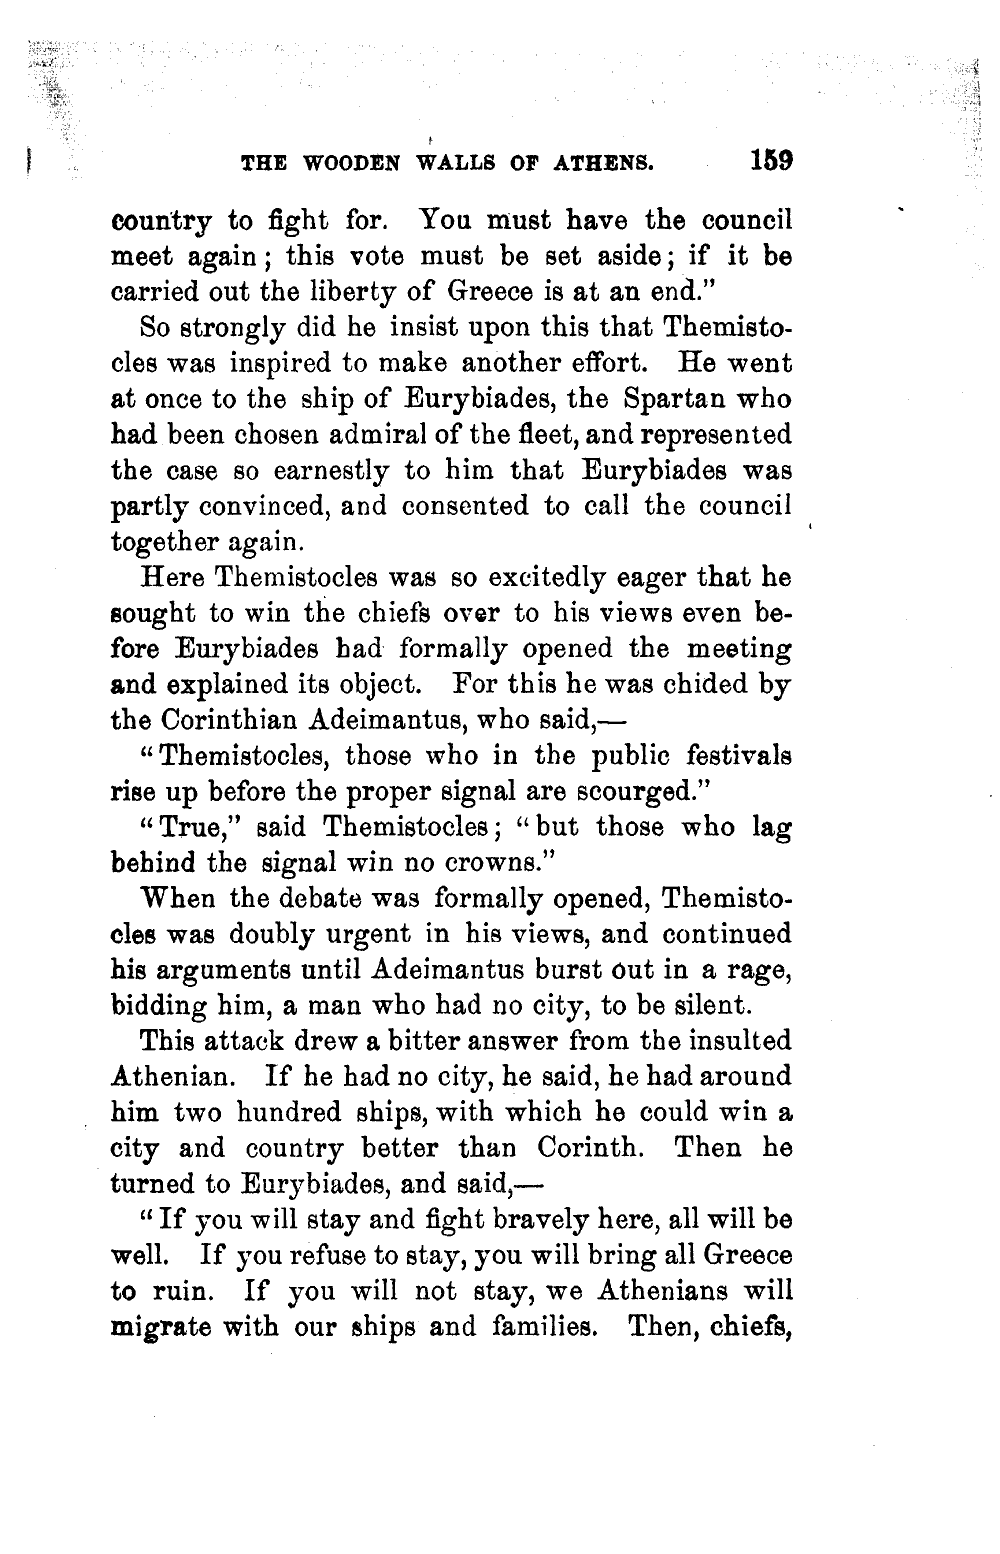 THE WOODEN WALLS OF ATHENS. 159
country to fight for. You must have the council
meet again; this vote must be set aside; if it be
carried out the liberty of Greece is at an end.”
So strongly did he insist upon this that Themisto-
cles was inspired to make another effort. He went
at once to the ship of Eurybiades, the Spartan who
had been chosen admiral of the fleet, and represented
the case so earnestly to him that Eurybiades was
partly convinced, and consented to call the council
together again.
Here Themistocles was so excitedly eager that he
sought to win the chiefs over to his views even be-
fore Eurybiades had formally opened the meeting
and explained its object. For this he was chided by
the Corinthian Adeimantus, who said,—
“Themistocles, those who in the public festivals
rise up before the proper signal are scourged.”
“True,” said Themistocles; “but those who lag
behind the signal win no crowns.”
When the debate was formally opened, Themisto-
cles was doubly urgent in his views, and continued
his arguments until Adeimantus burst out in a rage,
bidding him, a man who had no city, to be silent.
This attack drew a bitter answer from the insulted
Athenian. If he had no city, he said, he had around
him two hundred ships, with which he could win a
city and country better than Corinth. Then he
turned to Eurybiades, and said,—
“If you will stay and fight bravely here, all will be
well. If you refuse to stay, you will bring all Greece
to ruin. If you will not stay, we Athenians will
migrate with our ships and families. Then, chiefs,